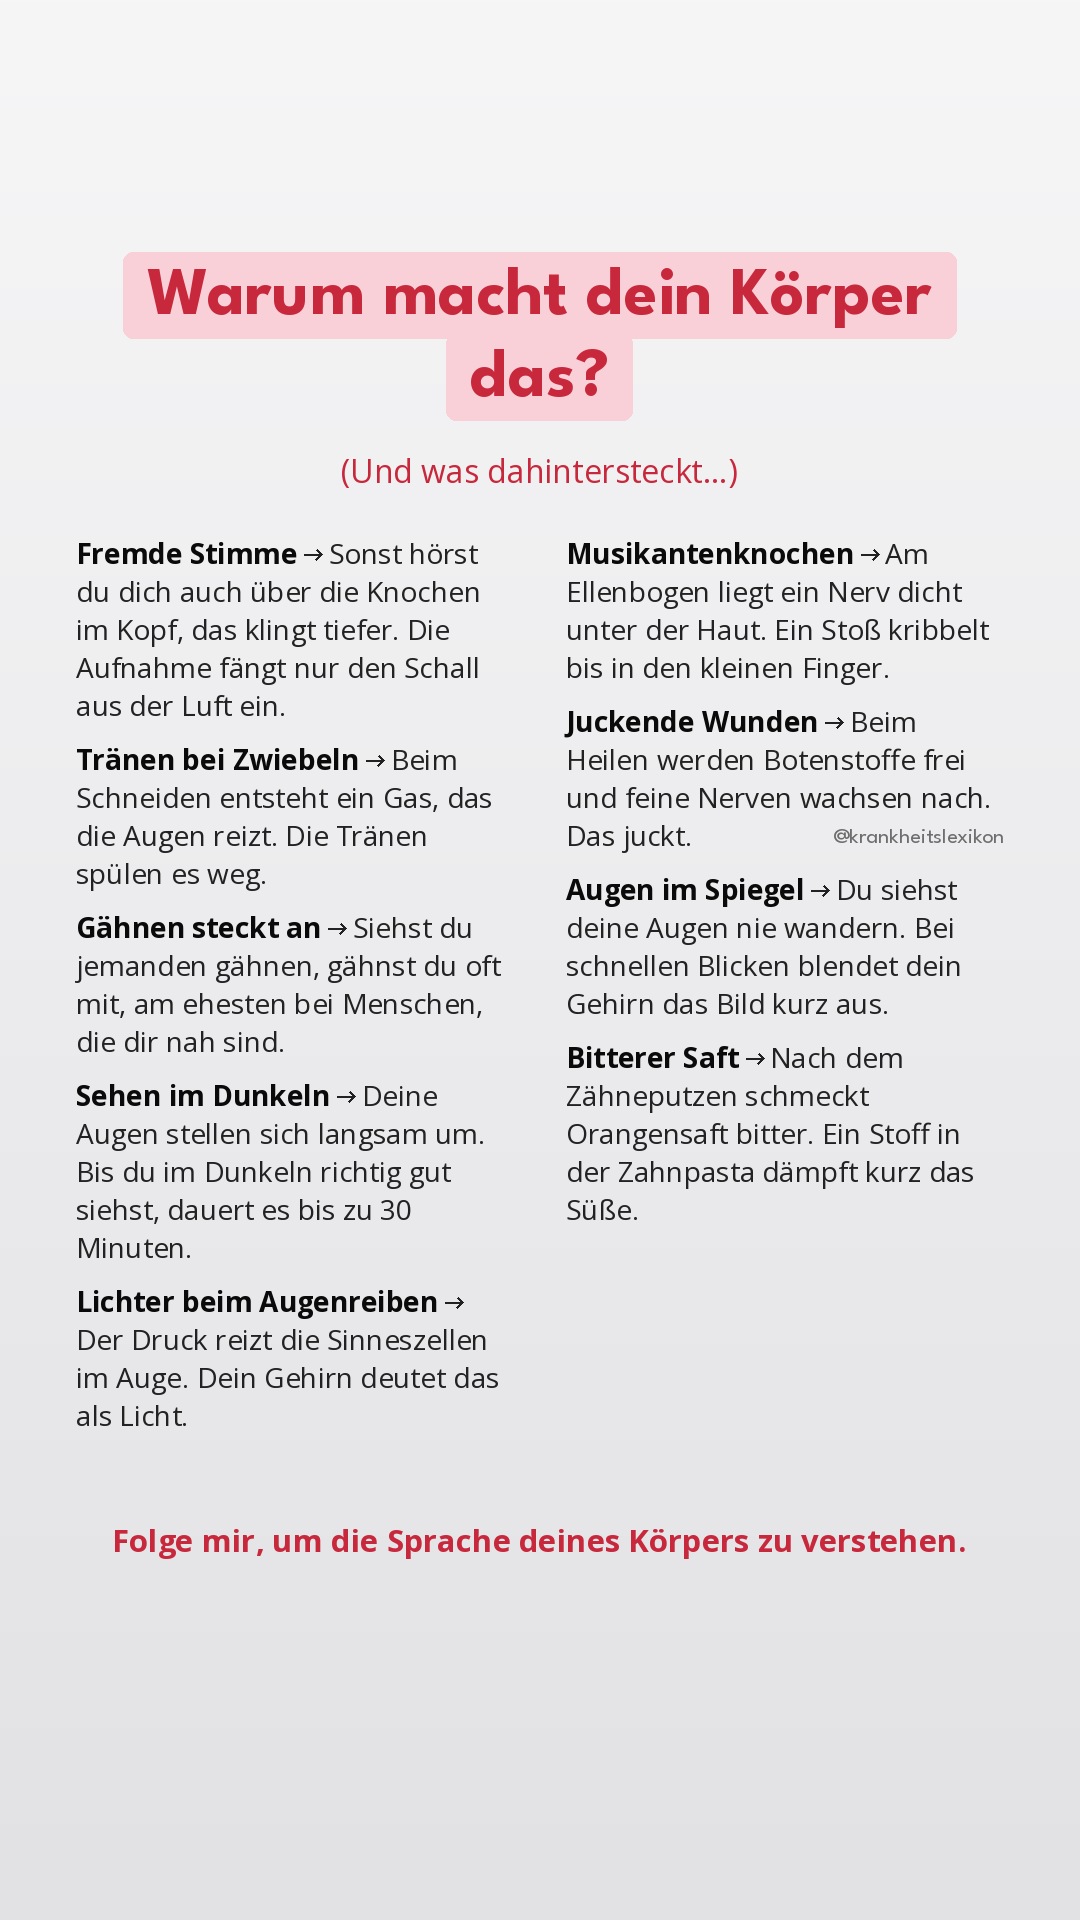 Warum macht dein Körper
das?
(Und was dahintersteckt...)
Fremde Stimme → Sonst hörst
du dich auch über die Knochen
im Kopf, das klingt tiefer. Die
Aufnahme fängt nur den Schall
aus der Luft ein.
Tränen bei Zwiebeln → Beim
Schneiden entsteht ein Gas, das
die Augen reizt. Die Tränen
spülen es weg.
Gähnen steckt an → Siehst du
jemanden gähnen, gähnst du oft
mit, am ehesten bei Menschen,
die dir nah sind.
Sehen im Dunkeln → Deine
Augen stellen sich langsam um.
Bis du im Dunkeln richtig gut
siehst, dauert es bis zu 30
Minuten.
Lichter beim Augenreiben →
Der Druck reizt die Sinneszellen
im Auge. Dein Gehirn deutet das
als Licht.
Musikantenknochen → Am
Ellenbogen liegt ein Nerv dicht
unter der Haut. Ein Stoß kribbelt
bis in den kleinen Finger.
Juckende Wunden → Beim
Heilen werden Botenstoffe frei
und feine Nerven wachsen nach.
Das juckt.
@krankheitslexikon
Augen im Spiegel → Du siehst
deine Augen nie wandern. Bei
schnellen Blicken blendet dein
Gehirn das Bild kurz aus.
Bitterer Saft → Nach dem
Zähneputzen schmeckt
Orangensaft bitter. Ein Stoff in
der Zahnpasta dämpft kurz das
Süße.
Folge mir, um die Sprache deines Körpers zu verstehen.